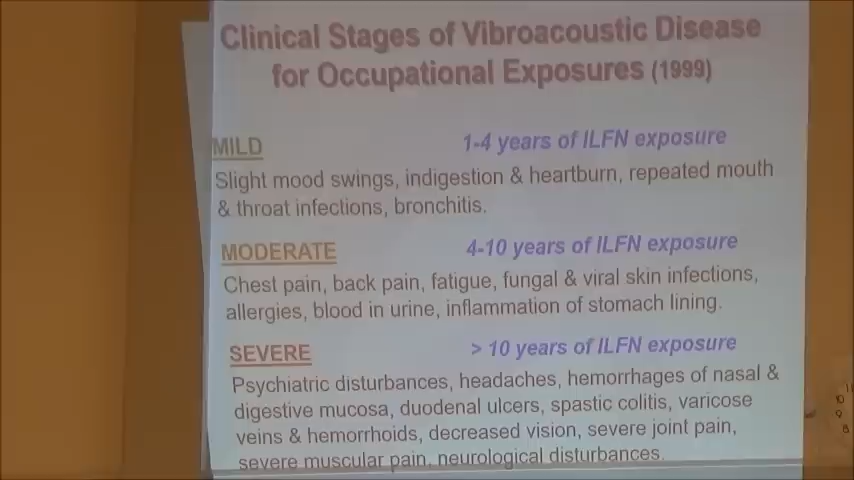 Clinical Stages of Vibroacoustic Disease
for Occupational Exposures (1999)
MILD 1-4 years of ILFN exposure
Slight mood swings, indigestion & heartburn, repeated mouth
& throat infections, bronchitis.
MODERATE 4-10 years of ILFN exposure
Chest pain, back pain, fatigue, fungal & viral skin infections,
allergies, blood in urine, inflammation of stomach lining.
SEVERE > 10 years of ILFN exposure
Psychiatric disturbances, headaches, hemorrhages of nasal &
digestive mucosa, duodenal ulcers, spastic colitis, varicose
veins & hemorrhoids, decreased vision, severe joint pain,
severe muscular pain, neurological disturbances.
11
10
9
8